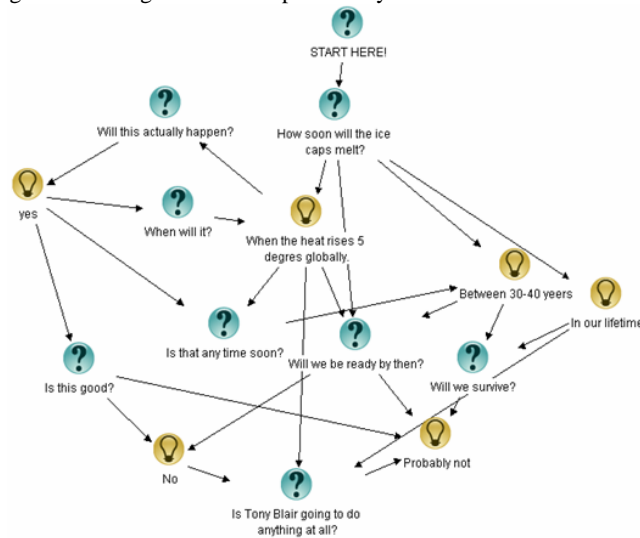 START HERE!
Will this actually happen?
How soon will the ice
caps melt?
yes
When will it?
When the heat rises 5
degres globally.
Between 30-40 yeers
In our lifetime
Is that any time soon?
Will we be ready by then?
Is this good?
Will we survive?
No
Probably not
Is Tony Blair going to do
anything at all?